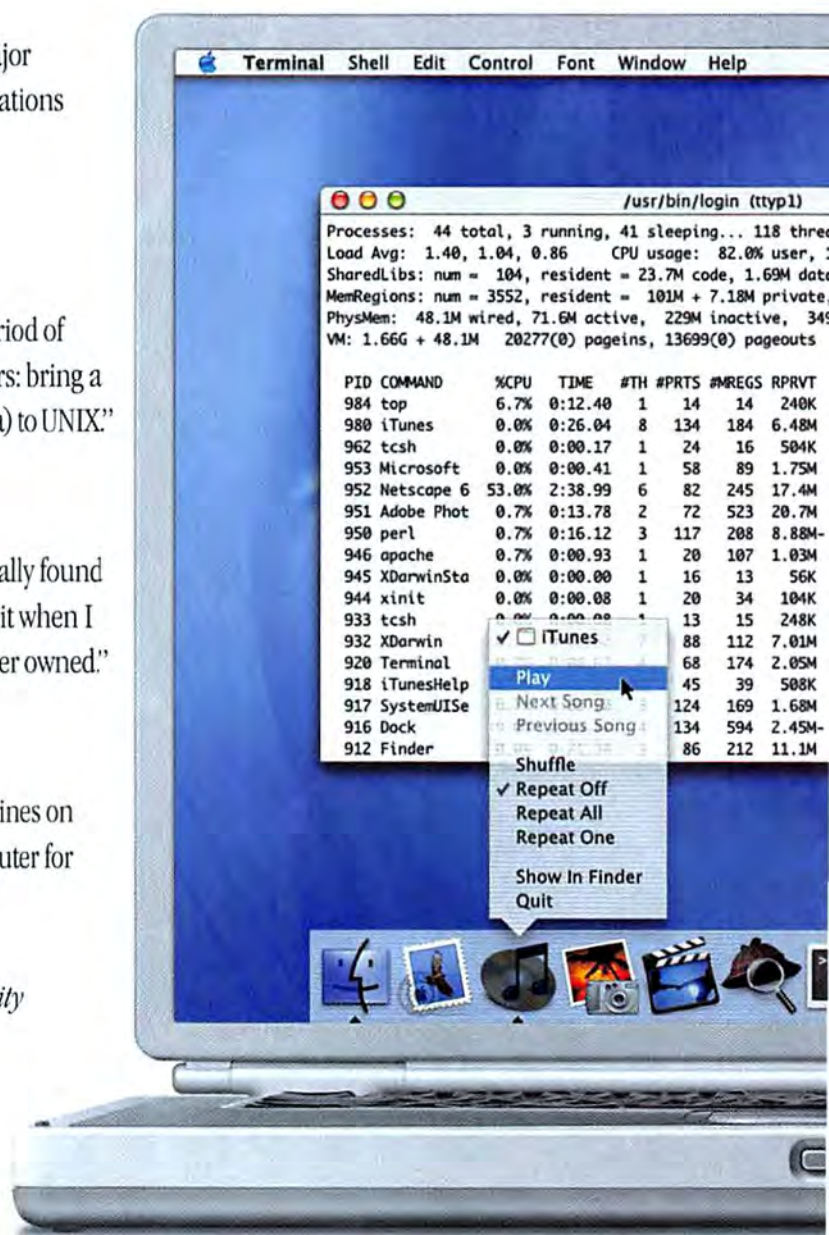 jor
ations
riod of
rs: bring a
) to UNIX.”
ally found
it when I
er owned.”
ines on
uter for
ity
Terminal Shell Edit Control Font Window Help
/usr/bin/login (ttyp1)
Processes: 44 total, 3 running, 41 sleeping... 118 threa
Load Avg: 1.40, 1.04, 0.86 CPU usage: 82.0% user, 1
SharedLibs: num = 104, resident = 23.7M code, 1.69M data
MemRegions: num = 3552, resident = 101M + 7.18M private,
PhysMem: 48.1M wired, 71.6M active, 229M inactive, 349
VM: 1.66G + 48.1M 20277(0) pageins, 13699(0) pageouts
PID COMMAND %CPU TIME #TH #PRTS #MREGS RPRVT
984 top 6.7% 0:12.40 1 14 14 240K
980 iTunes 0.0% 0:26.04 8 134 184 6.48M
962 tcsh 0.0% 0:00.17 1 24 16 504K
953 Microsoft 0.0% 0:00.41 1 58 89 1.75M
952 Netscape 6 53.0% 2:38.99 6 82 245 17.4M
951 Adobe Phot 0.7% 0:13.78 2 72 523 20.7M
950 perl 0.7% 0:16.12 3 117 208 8.88M-
946 apache 0.7% 0:00.93 1 20 107 1.03M
945 XDarwinSta 0.0% 0:00.00 1 16 13 56K
944 xinit 0.0% 0:00.08 1 20 34 104K
933 tcsh 13 15 248K
932 XDarwin 88 112 7.01M
920 Terminal 68 174 2.05M
918 iTunesHelp 45 39 508K
917 SystemUISe 124 169 1.68M
916 Dock 134 594 2.45M-
912 Finder 86 212 11.1M
✓ iTunes
Play
Next Song
Previous Song
Shuffle
✓ Repeat Off
Repeat All
Repeat One
Show In Finder
Quit